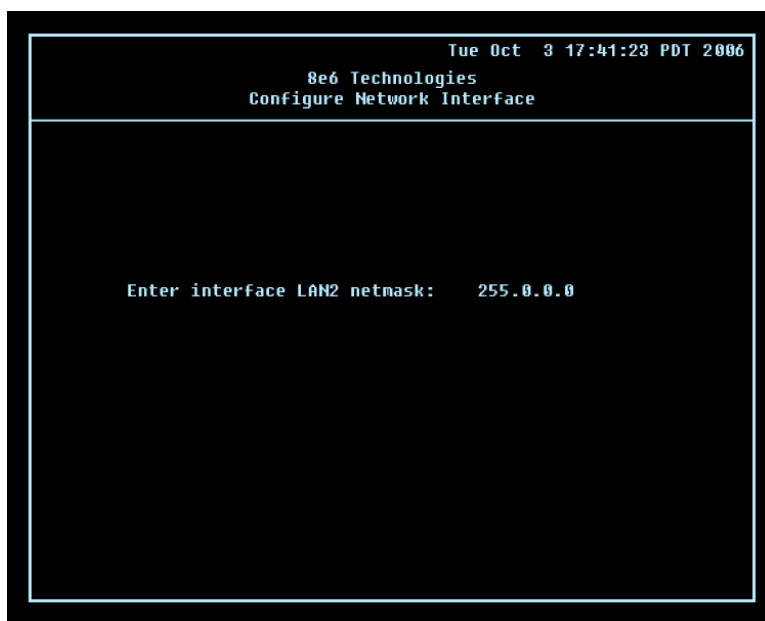 Tue Oct  3 17:41:23 PDT 2006
8e6 Technologies
Configure Network Interface
Enter interface LAN2 netmask:    255.0.0.0